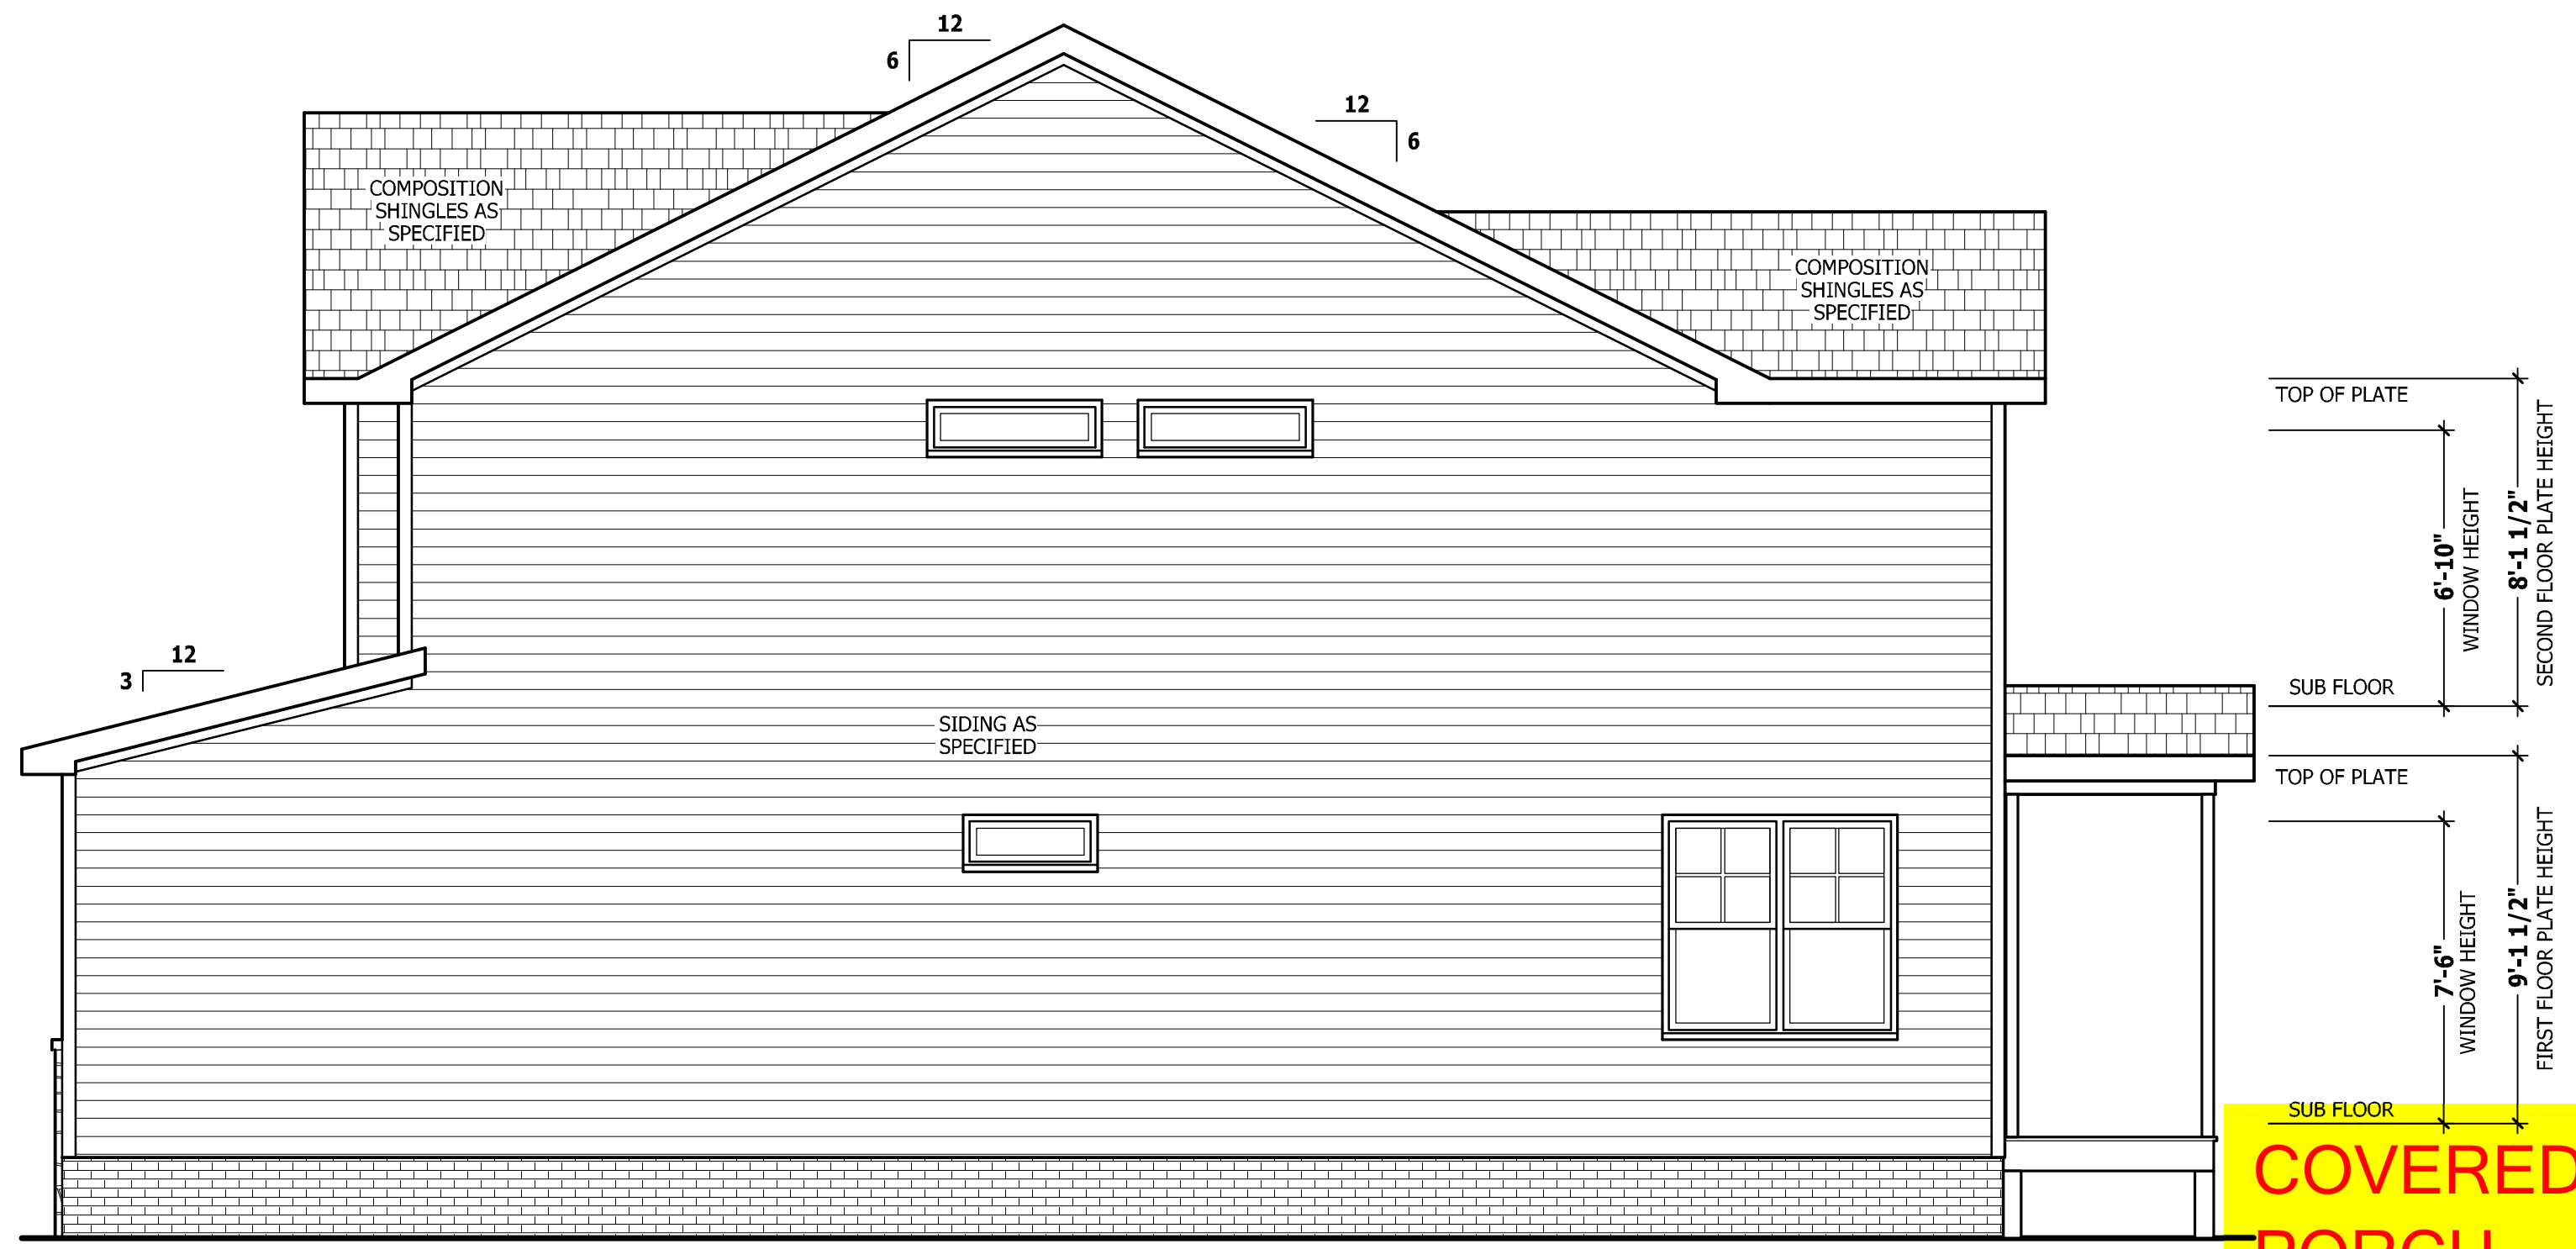 12
6
12
6
COMPOSITION
SHINGLES AS
SPECIFIED
COMPOSITION
SHINGLES AS
SPECIFIED
TOP OF PLATE
6'-10"
WINDOW HEIGHT
8'-1 1/2"
SECOND FLOOR PLATE HEIGHT
12
3
SUB FLOOR
SIDING AS
SPECIFIED
TOP OF PLATE
7'-6"
WINDOW HEIGHT
9'-1 1/2"
FIRST FLOOR PLATE HEIGHT
SUB FLOOR
COVERED
PORCH